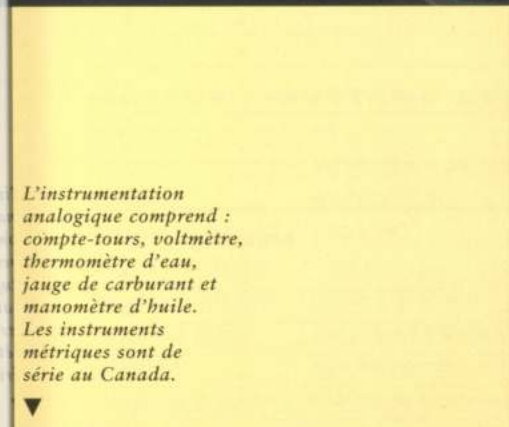 L'instrumentation
analogique comprend :
compte-tours, voltmètre,
thermomètre d'eau,
jauge de carburant et
manomètre d'huile.
Les instruments
métriques sont de
série au Canada.
▼